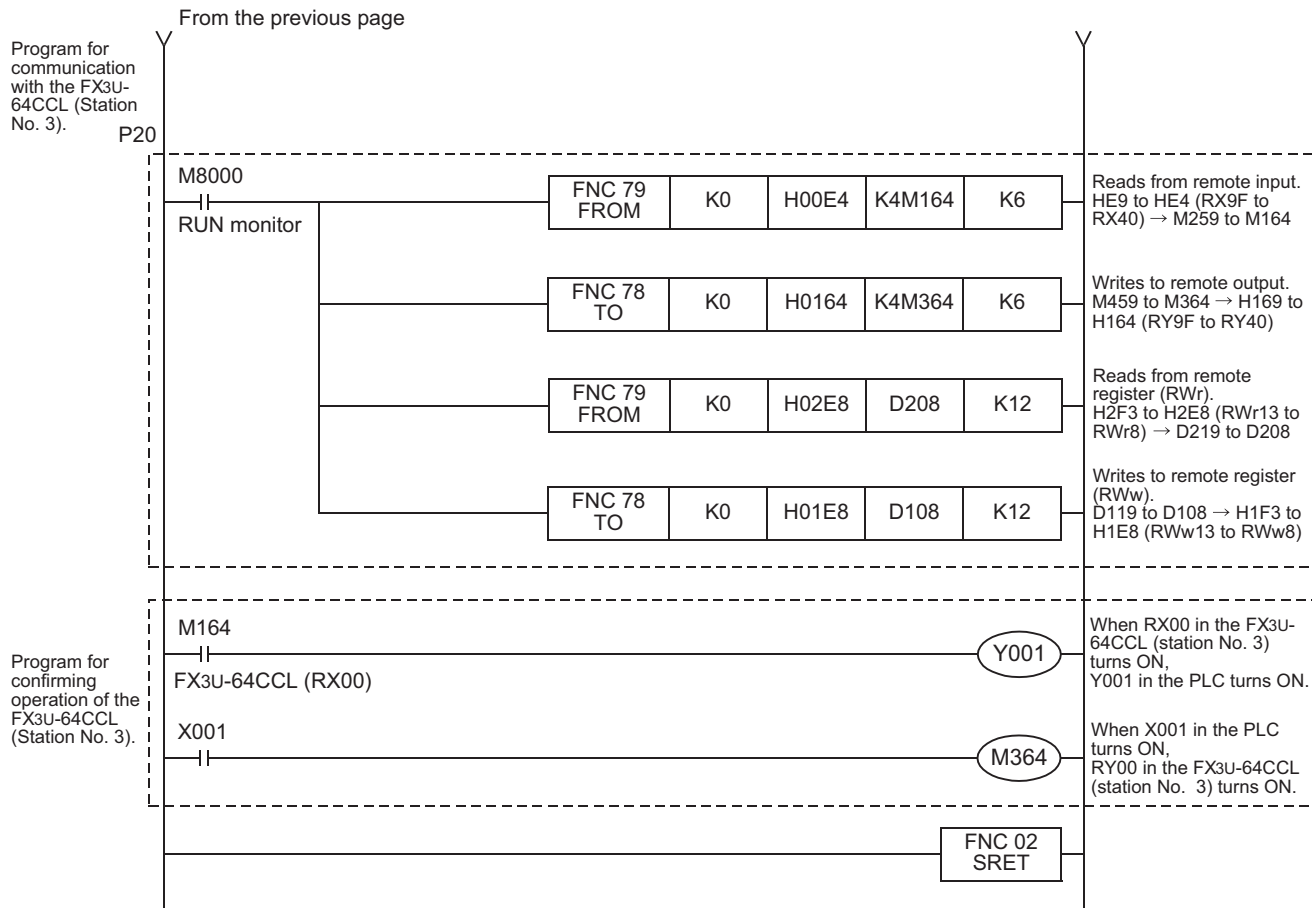 From the previous page
Program for
communication
with the FX3U-
64CCL (Station
No. 3).
P20
M8000
RUN monitor
FNC 79
FROM
K0
H00E4
K4M164
K6
Reads from remote input.
HE9 to HE4 (RX9F to
RX40) → M259 to M164
FNC 78
TO
K0
H0164
K4M364
K6
Writes to remote output.
M459 to M364 → H169 to
H164 (RY9F to RY40)
FNC 79
FROM
K0
H02E8
D208
K12
Reads from remote
register (RWr).
H2F3 to H2E8 (RWr13 to
RWr8) → D219 to D208
FNC 78
TO
K0
H01E8
D108
K12
Writes to remote register
(RWw).
D119 to D108 → H1F3 to
H1E8 (RWw13 to RWw8)
Program for
confirming
operation of the
FX3U-64CCL
(Station No. 3).
M164
FX3U-64CCL (RX00)
Y001
When RX00 in the FX3U-
64CCL (station No. 3)
turns ON,
Y001 in the PLC turns ON.
X001
M364
When X001 in the PLC
turns ON,
RY00 in the FX3U-64CCL
(station No. 3) turns ON.
FNC 02
SRET